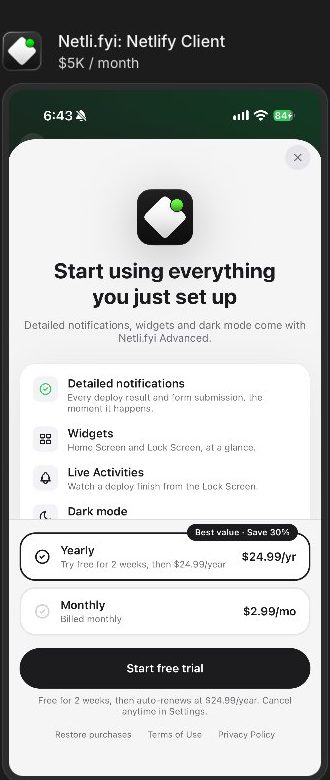 Netli.fyi: Netlify Client
$5K / month
6:43
84
Start using everything
you just set up
Detailed notifications, widgets and dark mode come with
Netli.fyi Advanced.
Detailed notifications
Every deploy result and form submission, the
moment it happens.
Widgets
Home Screen and Lock Screen, at a glance.
Live Activities
Watch a deploy finish from the Lock Screen.
Dark mode
Best value · Save 30%
Yearly
Try free for 2 weeks, then $24.99/year
$24.99/yr
Monthly
Billed monthly
$2.99/mo
Start free trial
Free for 2 weeks, then auto-renews at $24.99/year. Cancel
anytime in Settings.
Restore purchases Terms of Use Privacy Policy